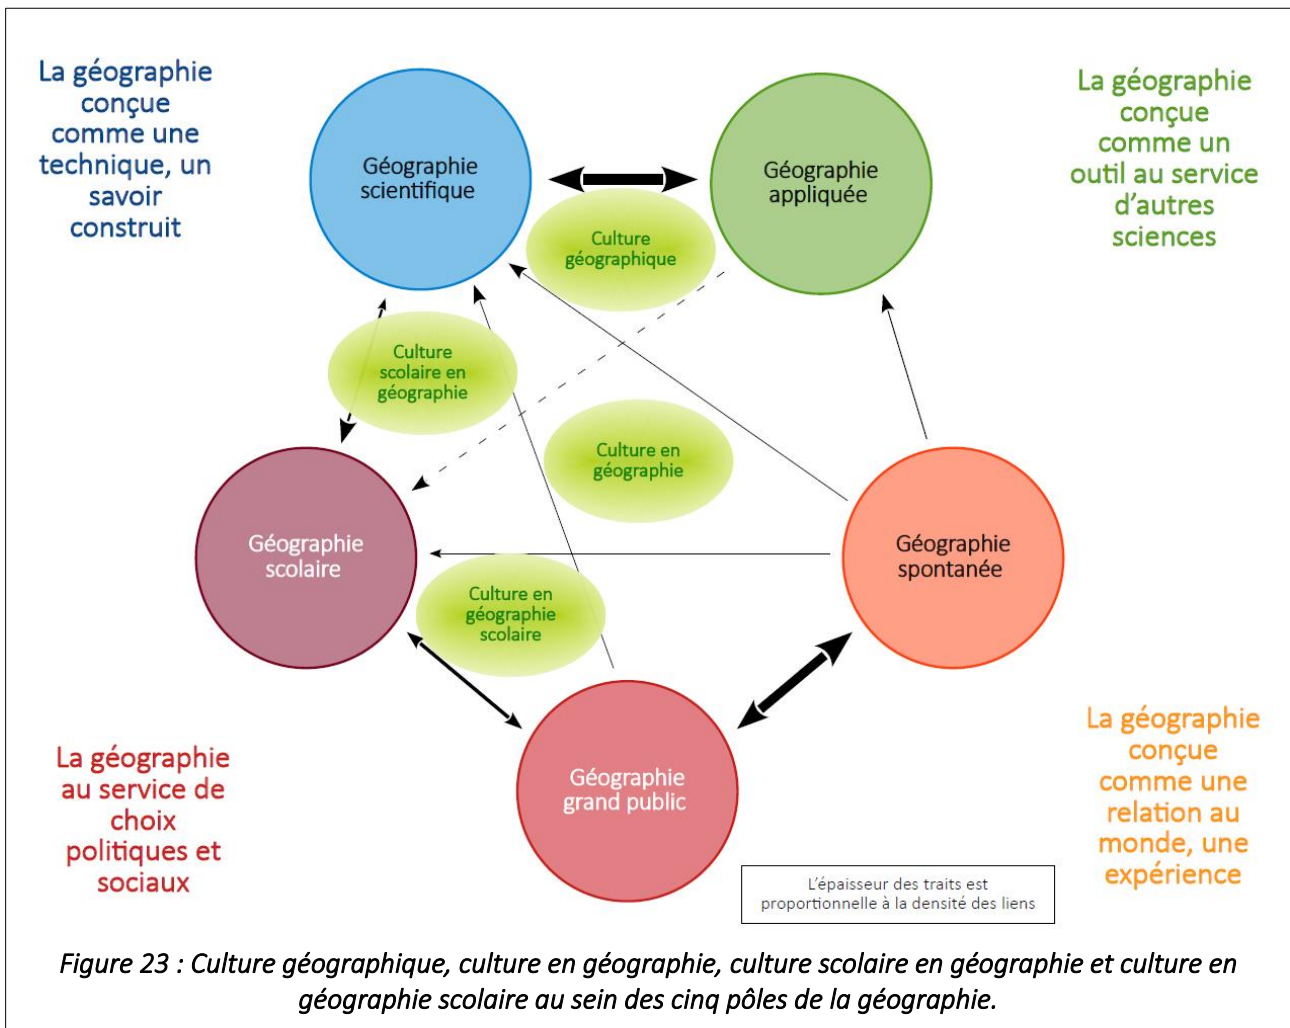 La géographie
conçue
comme une
technique, un
savoir
construit
Géographie
scientifique
Géographie
appliquée
La géographie
conçue
comme un
outil au service
d'autres
sciences
Culture
géographique
Culture
scolaire en
géographie
Culture en
géographie
Géographie
scolaire
Géographie
spontanée
Culture en
géographie
scolaire
La géographie
au service de
choix
politiques et
sociaux
Géographie
grand public
La géographie
conçue
comme une
relation au
monde, une
expérience
L'épaisseur des traits est
proportionnelle à la densité des liens
Figure 23 : Culture géographique, culture en géographie, culture scolaire en géographie et culture en
géographie scolaire au sein des cinq pôles de la géographie.